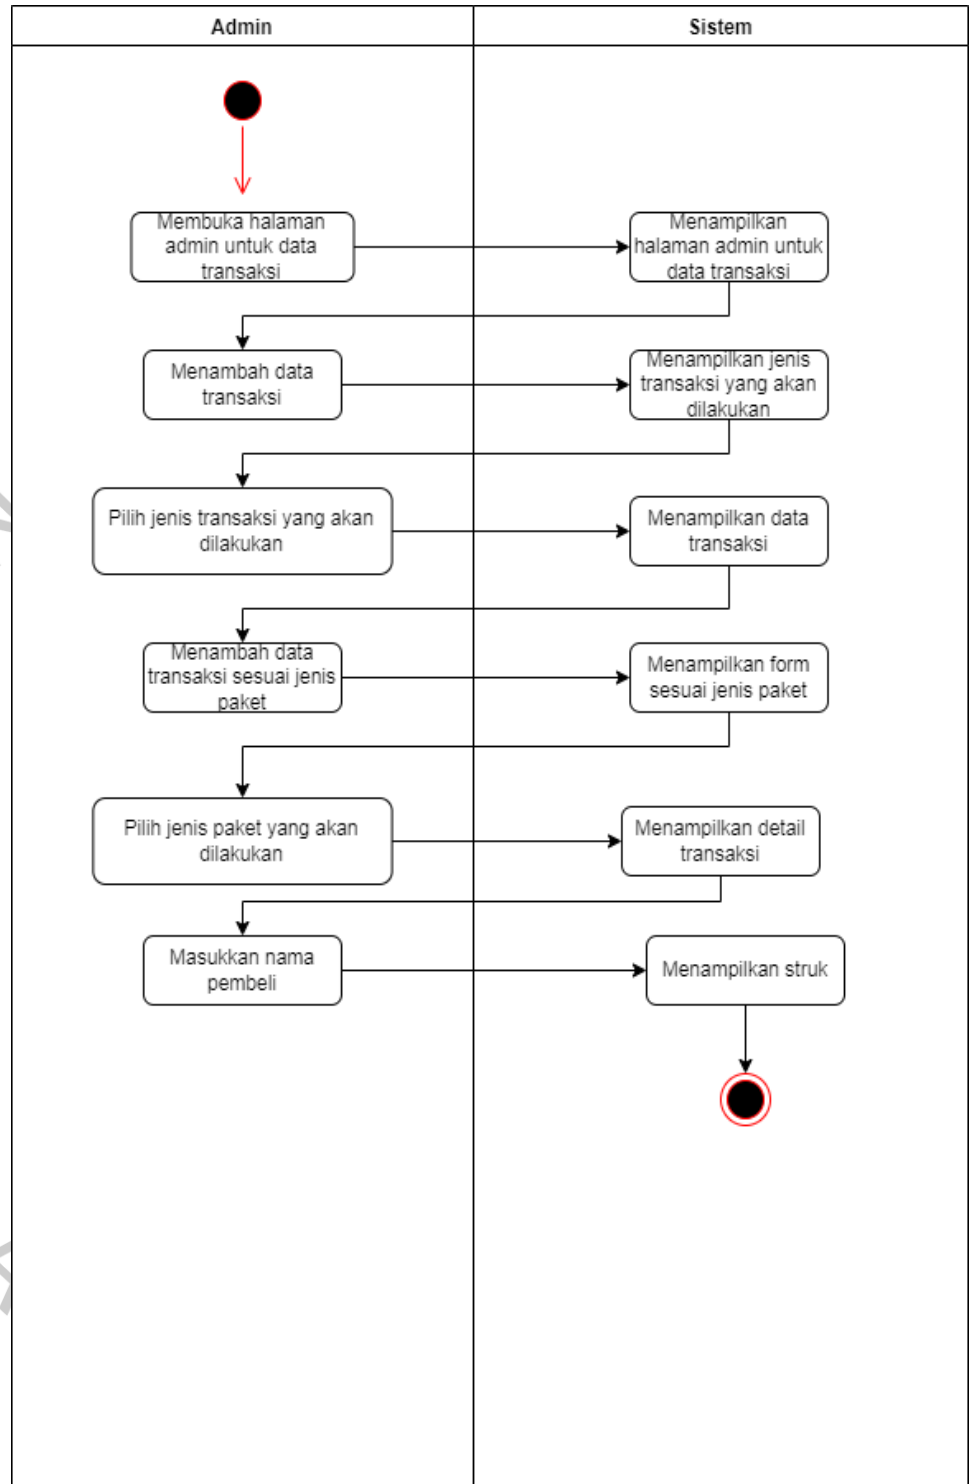 Admin
Sistem
Membuka halaman
admin untuk data
transaksi
Menampilkan
halaman admin untuk
data transaksi
Menambah data
transaksi
Menampilkan jenis
transaksi yang akan
dilakukan
Pilih jenis transaksi yang akan
dilakukan
Menampilkan data
transaksi
Menambah data
transaksi sesuai jenis
paket
Menampilkan form
sesuai jenis paket
Pilih jenis paket yang akan
dilakukan
Menampilkan detail
transaksi
Masukkan nama
pembeli
Menampilkan struk